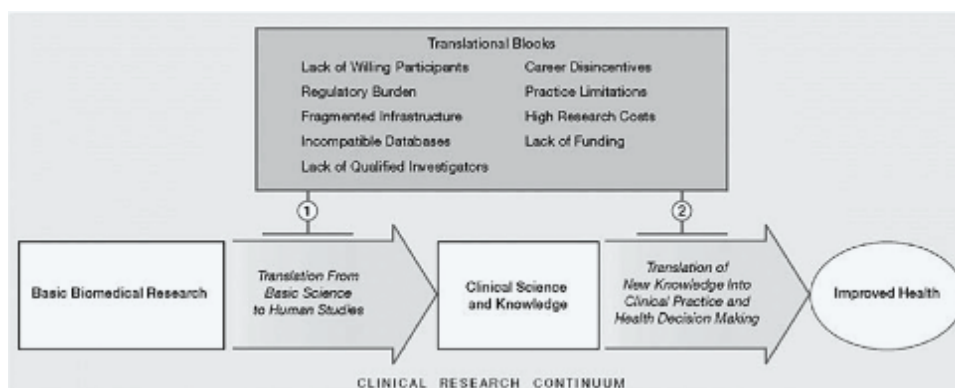 Translational Blocks
Lack of Willing Participants
Regulatory Burden
Fragmented Infrastructure
Incompatible Databases
Lack of Qualified Investigators
Career Disincentives
Practice Limitations
High Research Costs
Lack of Funding
1
2
Basic Biomedical Research
Translation From
Basic Science
to Human Studies
Clinical Science
and Knowledge
Translation of
New Knowledge Into
Clinical Practice and
Health Decision Making
Improved Health
CLINICAL RESEARCH CONTINUUM